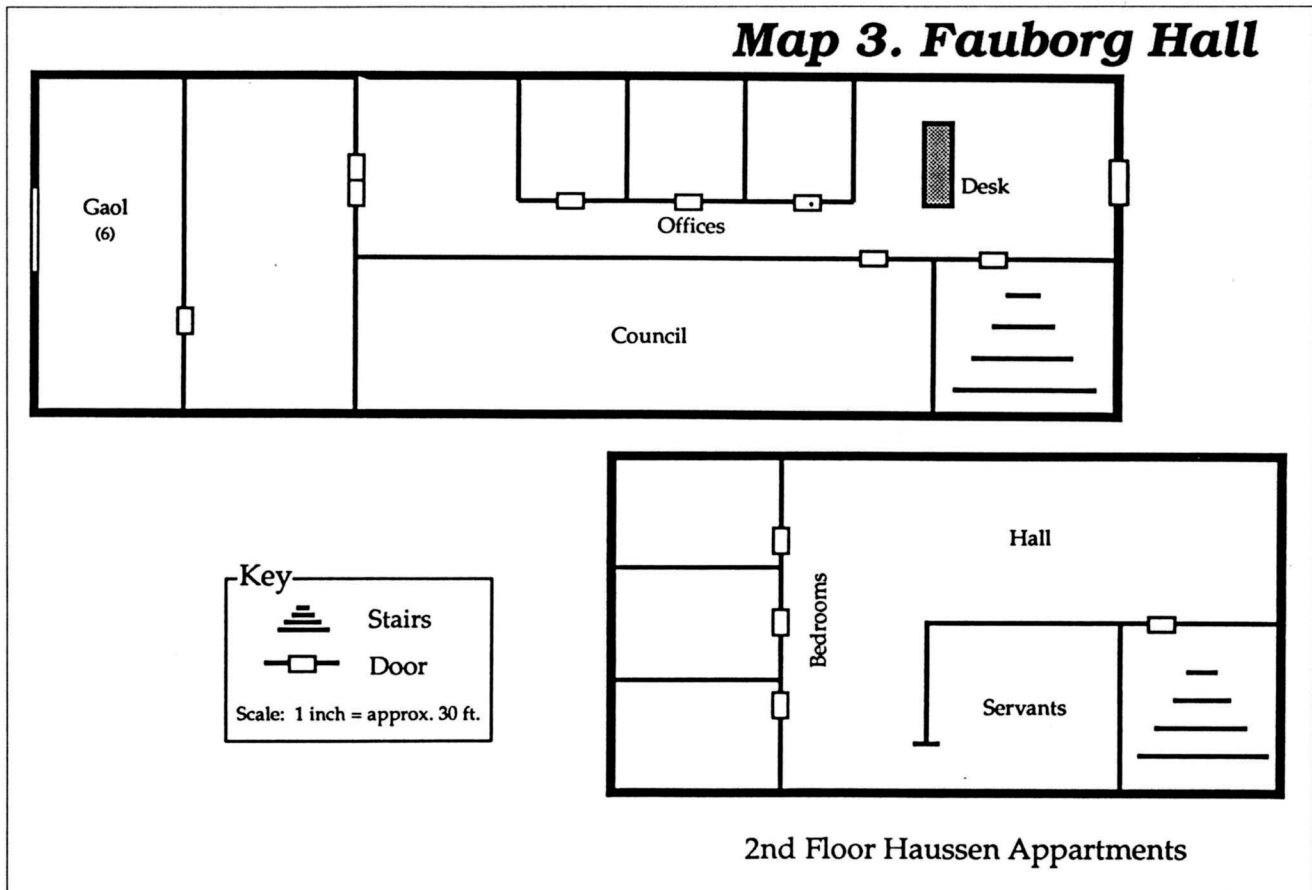 Map 3. Fauborg Hall
Gaol
(6)
Offices
Desk
Council
Key
Stairs
Door
Scale: 1 inch = approx. 30 ft.
Bedrooms
Hall
Servants
2nd Floor Haussen Appartments